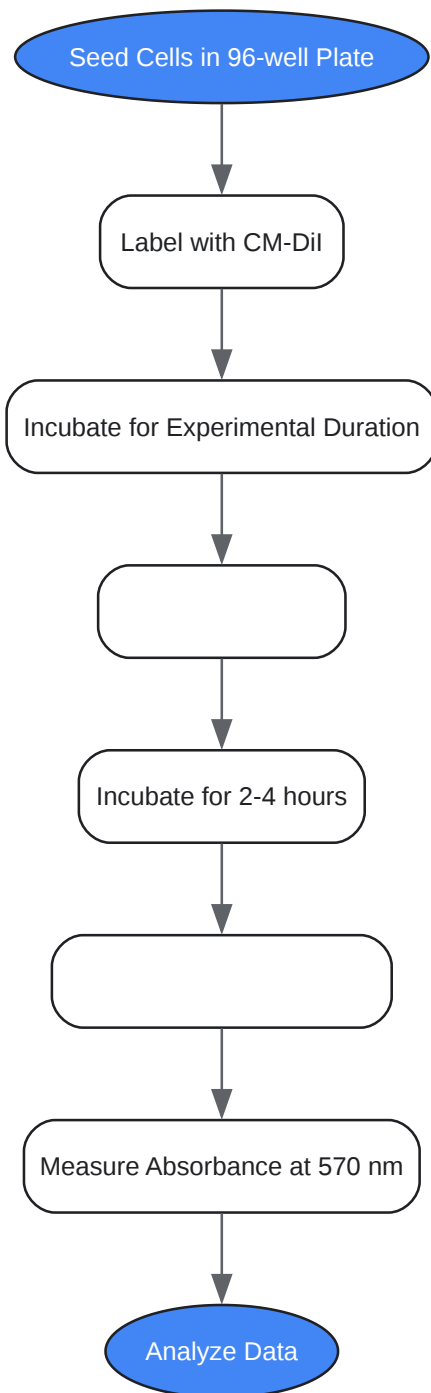 Seed Cells in 96-well Plate
Label with CM-DiI
Incubate for Experimental Duration
Incubate for 2-4 hours
Measure Absorbance at 570 nm
Analyze Data